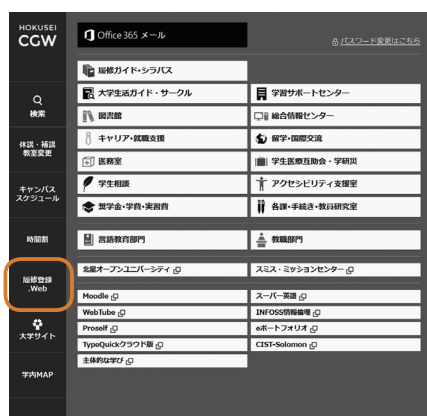 HOKUSEI
CGW
検索
休講・補講
教室変更
キャンパス
スケジュール
時間割
履修登録
.Web
大学サイト
学内MAP
Office 365 メール
パスワード変更はこちら
履修ガイド・シラバス
大学生活ガイド・サークル
学習サポートセンター
図書館
総合情報センター
キャリア・就職支援
留学・国際交流
医務室
学生医療互助会・学研災
学生相談
アクセシビリティ支援室
奨学金・学費・実習費
各課・手続き・教員研究室
言語教育部門
教職部門
北星オープンユニバーシティ
スミス・ミッションセンター
Moodle
スーパー英語
WebTube
INFOSS情報倫理
Proself
eポートフォリオ
TypeQuickクラウド版
CIST-Solomon
主体的な学び